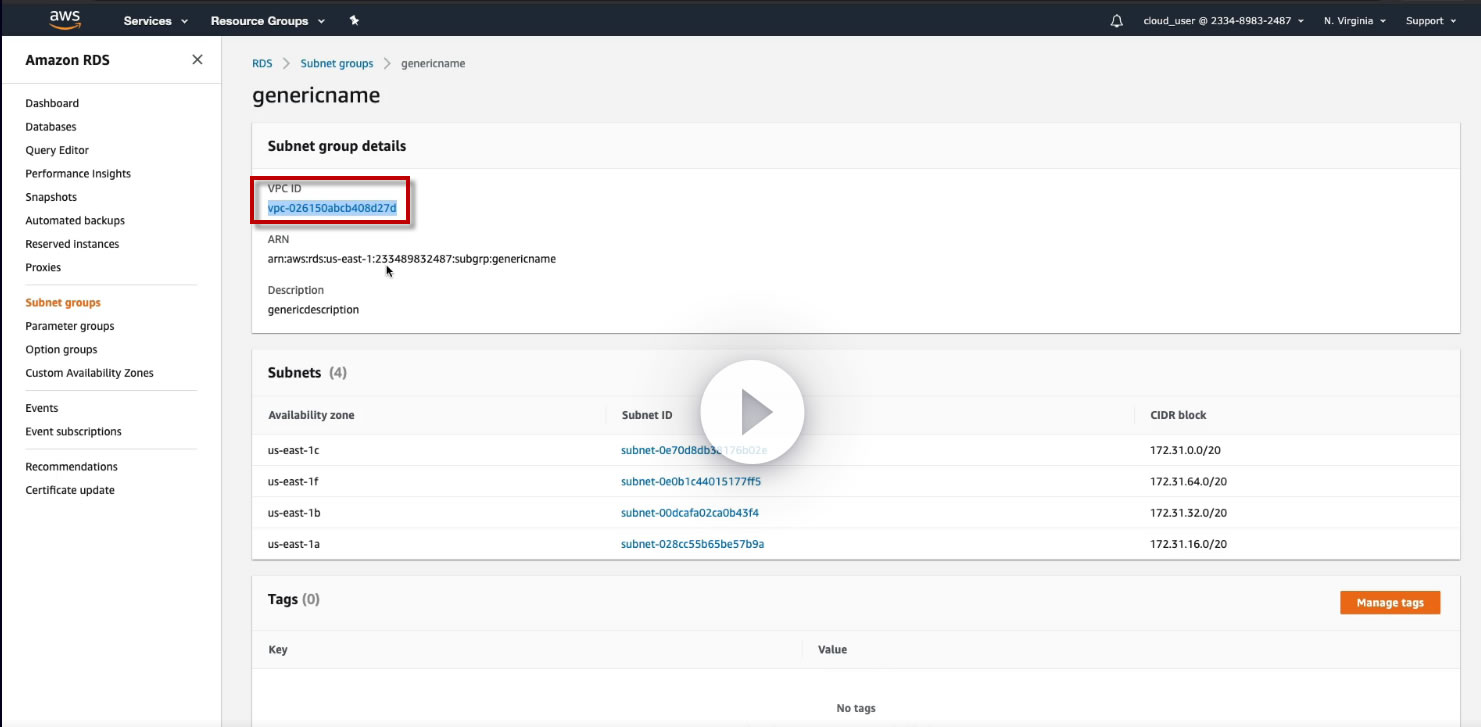 aws Services Resource Groups cloud_user @ 2334-8983-2487 N. Virginia Support
Amazon RDS
Dashboard
Databases
Query Editor
Performance Insights
Snapshots
Automated backups
Reserved instances
Proxies
Subnet groups
Parameter groups
Option groups
Custom Availability Zones
Events
Event subscriptions
Recommendations
Certificate update
RDS > Subnet groups > genericname
genericname
Subnet group details
VPC ID
vpc-026150abcb408d27d
ARN
arn:aws:rds:us-east-1:233489832487:subgrp:genericname
Description
genericdescription
Subnets (4)
Availability zone Subnet ID CIDR block
us-east-1c subnet-0e70d8db38176b02e 172.31.0.0/20
us-east-1f subnet-0e0b1c44015177ff5 172.31.64.0/20
us-east-1b subnet-00dcafa02ca0b43f4 172.31.32.0/20
us-east-1a subnet-028cc55b65be57b9a 172.31.16.0/20
Tags (0)
Manage tags
Key Value
No tags